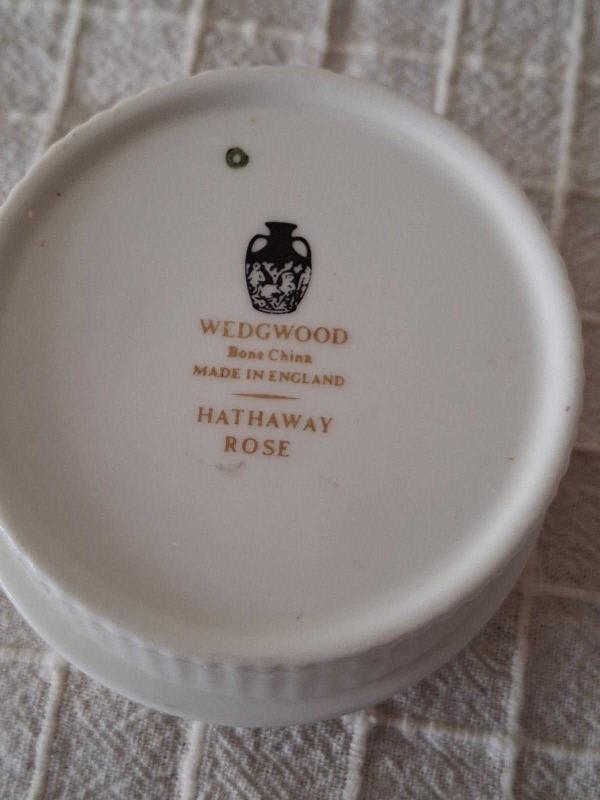 WEDGWOOD
Bone China
MADE IN ENGLAND
HATHAWAY
ROSE